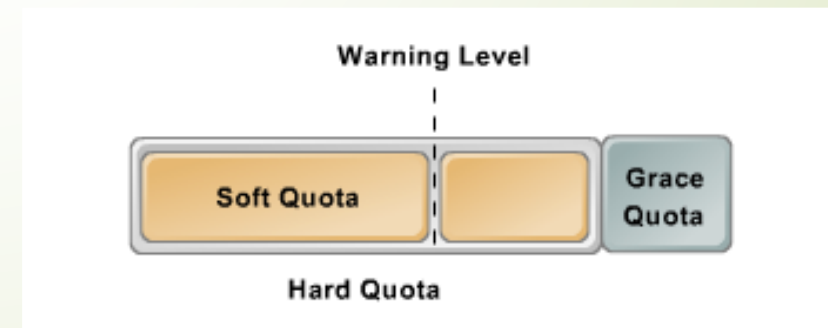 Warning Level
Soft Quota
Grace
Quota
Hard Quota